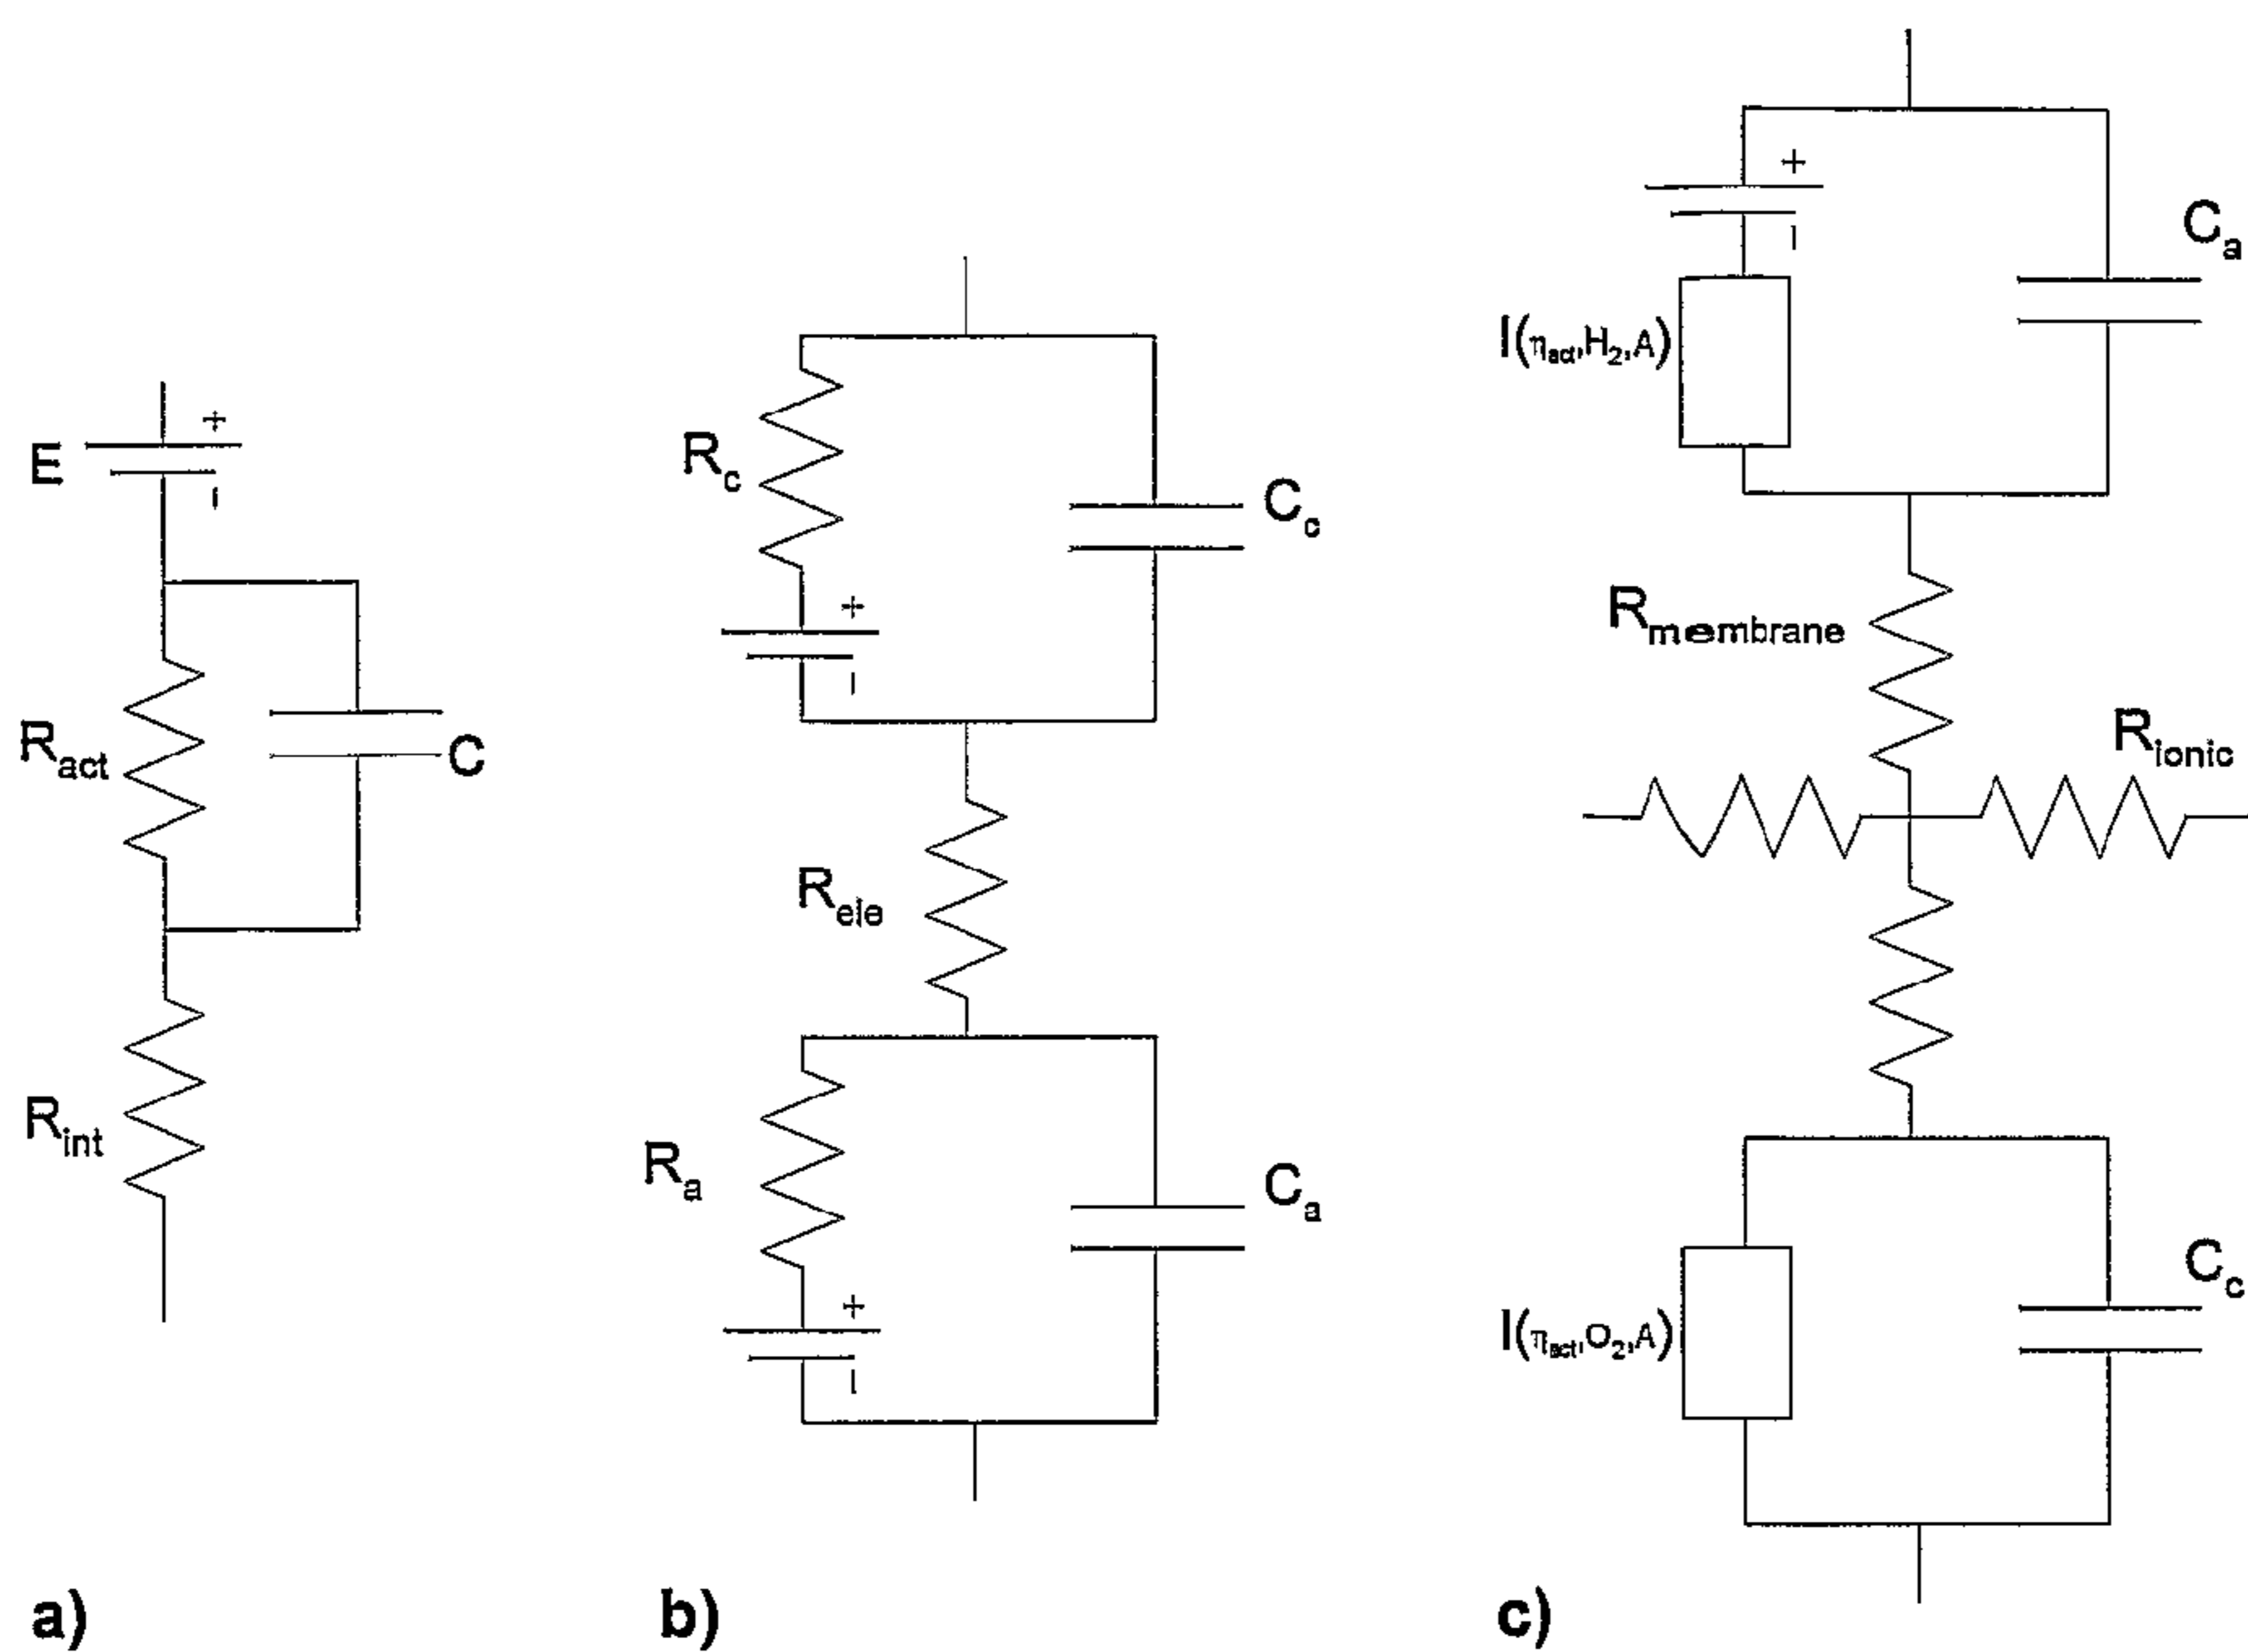 E
+
-
R_act
C
R_int
a)
R_c
C_c
+
-
R_ele
R_a
C_a
+
-
b)
+
-
C_a
I(η_act,H_2,A)
R_membrane
R_ionic
C_c
I(η_act,O_2,A)
c)